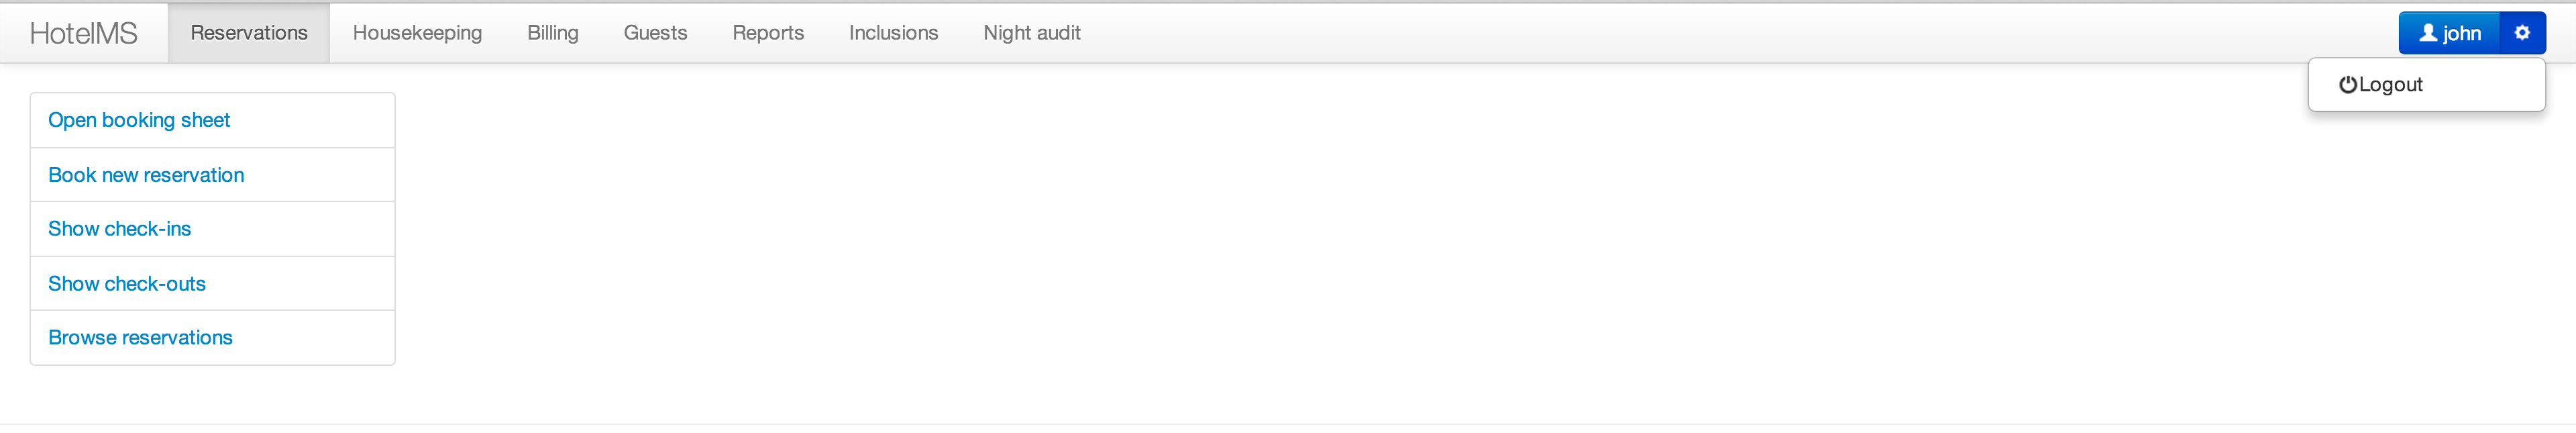 HotelMS Reservations Housekeeping Billing Guests Reports Inclusions Night audit john
Logout
Open booking sheet
Book new reservation
Show check-ins
Show check-outs
Browse reservations